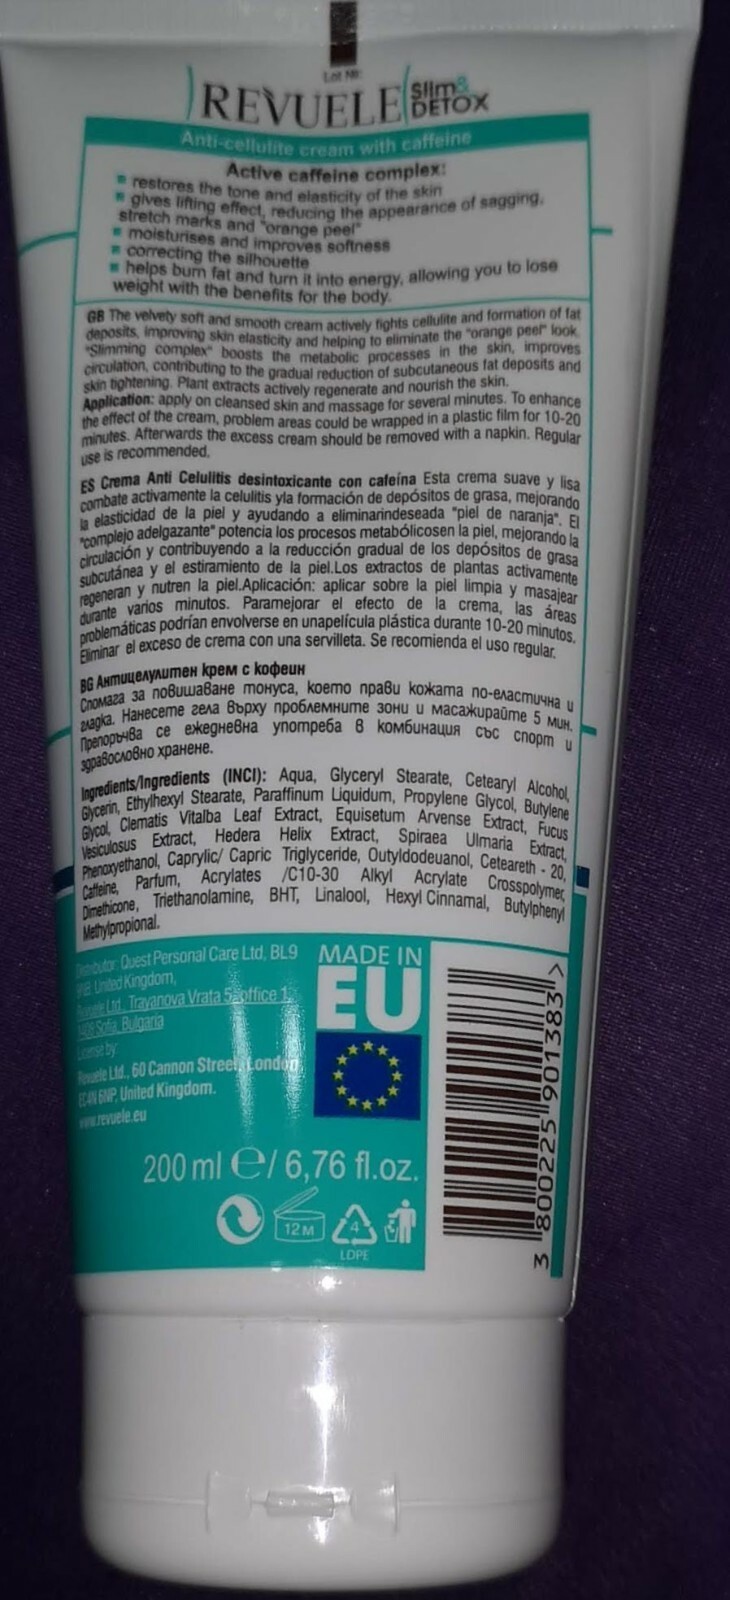 Lot №:
REVUELE Slim& DETOX
Anti-cellulite cream with caffeine
Active caffeine complex:
restores the tone and elasticity of the skin
gives lifting effect, reducing the appearance of sagging,
stretch marks and "orange peel"
moisturises and improves softness
correcting the silhouette
helps burn fat and turn it into energy, allowing you to lose
weight with the benefits for the body.
GB The velvety soft and smooth cream actively fights cellulite and formation of fat
deposits, improving skin elasticity and helping to eliminate the "orange peel" look.
"Slimming complex" boosts the metabolic processes in the skin, improves
circulation, contributing to the gradual reduction of subcutaneous fat deposits and
skin tightening. Plant extracts actively regenerate and nourish the skin.
Application: apply on cleansed skin and massage for several minutes. To enhance
the effect of the cream, problem areas could be wrapped in a plastic film for 10-20
minutes. Afterwards the excess cream should be removed with a napkin. Regular
use is recommended.
ES Crema Anti Celulitis desintoxicante con cafeína Esta crema suave y lisa
combate activamente la celulitis yla formación de depósitos de grasa, mejorando
la elasticidad de la piel y ayudando a eliminarindeseada "piel de naranja". El
"complejo adelgazante" potencia los procesos metabólicosen la piel, mejorando la
circulación y contribuyendo a la reducción gradual de los depósitos de grasa
subcutánea y el estiramiento de la piel.Los extractos de plantas activamente
regeneran y nutren la piel.Aplicación: aplicar sobre la piel limpia y masajear
durante varios minutos. Paramejorar el efecto de la crema, las áreas
problemáticas podrían envolverse en unapelícula plástica durante 10-20 minutos.
Eliminar el exceso de crema con una servilleta. Se recomienda el uso regular.
BG Антицелулитен крем с кофеин
Спомага за повишаване тонуса, което прави кожата по-еластична и
гладка. Нанесете гела върху проблемните зони и масажирайте 5 мин.
Препоръчва се ежедневна употреба в комбинация със спорт и
здравословно хранене.
Ingredients/Ingredients (INCI): Aqua, Glyceryl Stearate, Cetearyl Alcohol,
Glycerin, Ethylhexyl Stearate, Paraffinum Liquidum, Propylene Glycol, Butylene
Glycol, Clematis Vitalba Leaf Extract, Equisetum Arvense Extract, Fucus
Vesiculosus Extract, Hedera Helix Extract, Spiraea Ulmaria Extract,
Phenoxyethanol, Caprylic/ Capric Triglyceride, Outyldodeuanol, Ceteareth - 20,
Caffeine, Parfum, Acrylates /C10-30 Alkyl Acrylate Crosspolymer,
Dimethicone, Triethanolamine, BHT, Linalool, Hexyl Cinnamal, Butylphenyl
Methylpropional.
Distributor: Quest Personal Care Ltd, BL9
United Kingdom,
Revuele Ltd., Trayanova Vrata 5, office 1,
Sofia, Bulgaria
License by:
Revuele Ltd., 60 Cannon Street, London
EC4N 6NP, United Kingdom.
www.revuele.eu
MADE IN
EU
200 ml e/ 6,76 fl.oz.
12 M
4
LDPE
3 800225 901383 >